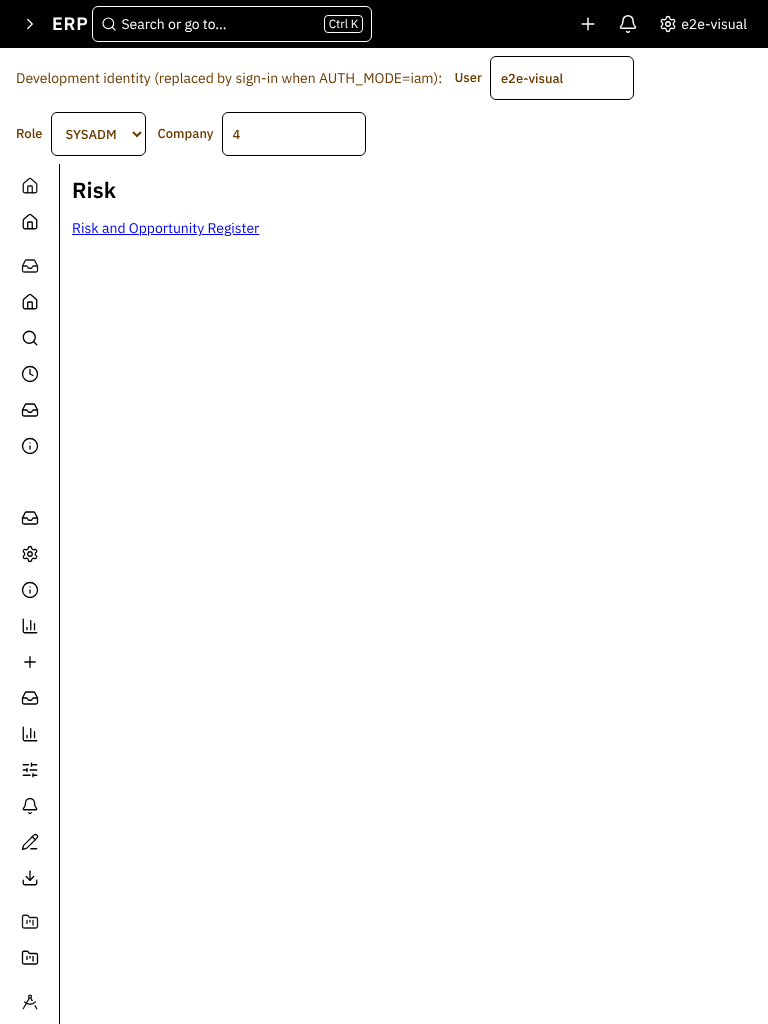 ERP Search or go to... Ctrl K e2e-visual
Development identity (replaced by sign-in when AUTH_MODE=iam): User e2e-visual
Role SYSADM Company 4
Risk
Risk and Opportunity Register